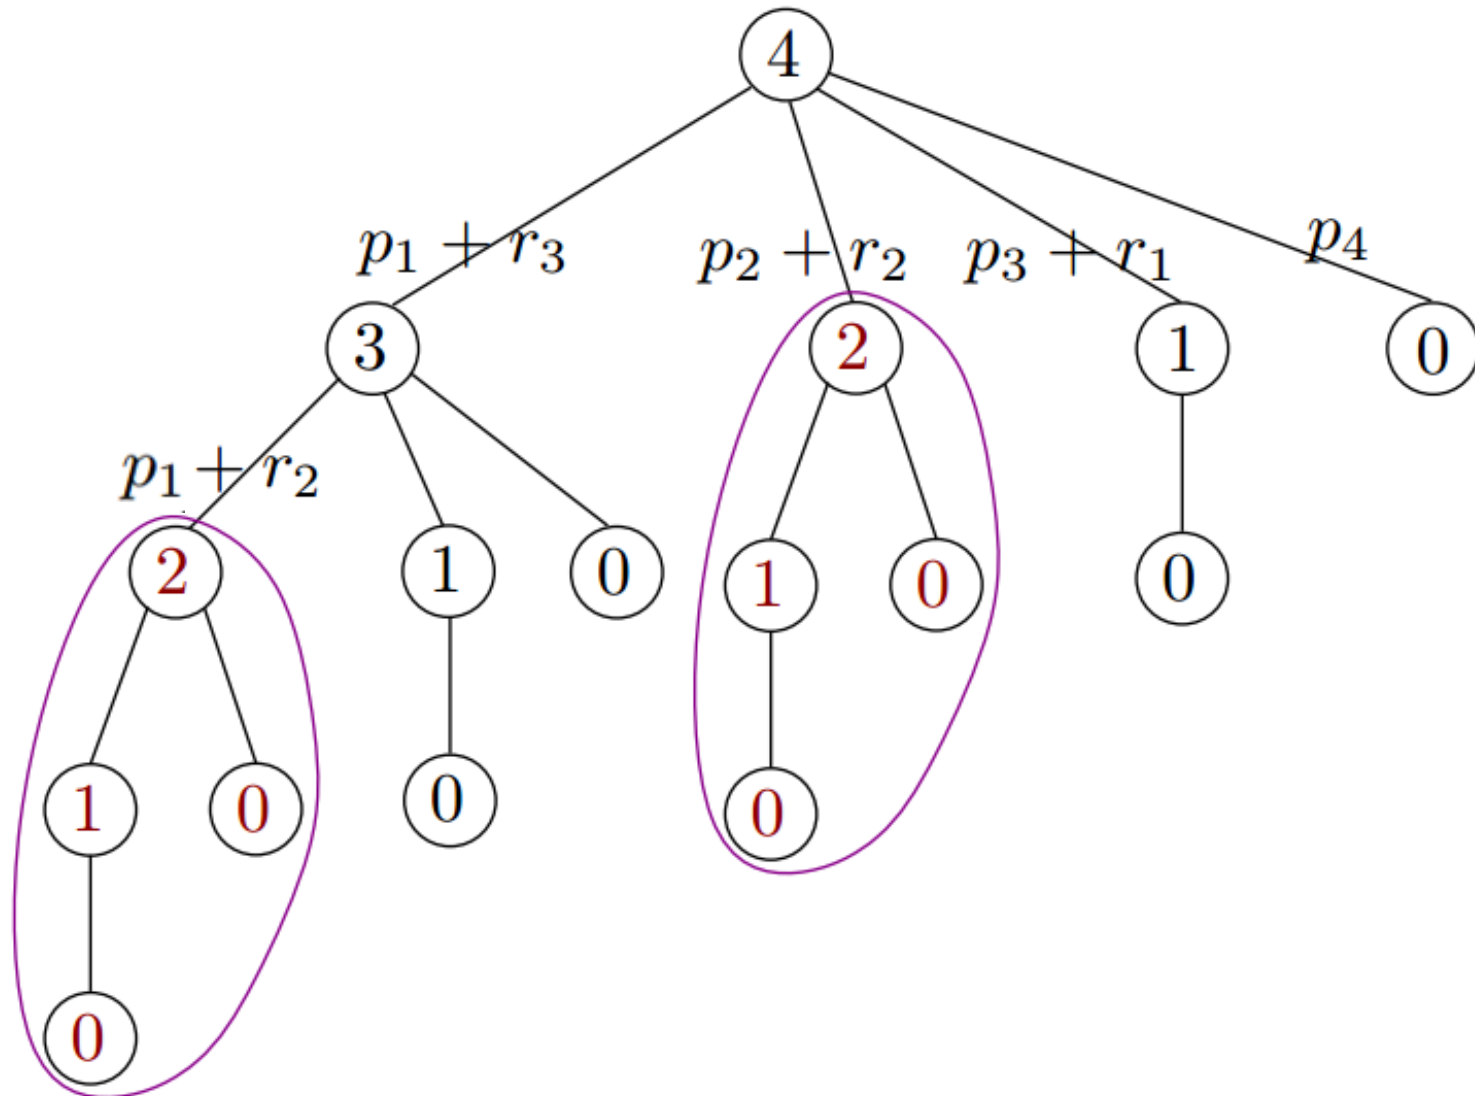 4
p₁ + r₃ p₂ + r₂ p₃ + r₁ p₄
3 2 1 0
p₁ + r₂
2 1 0 1 0 0
1 0 0 0
0